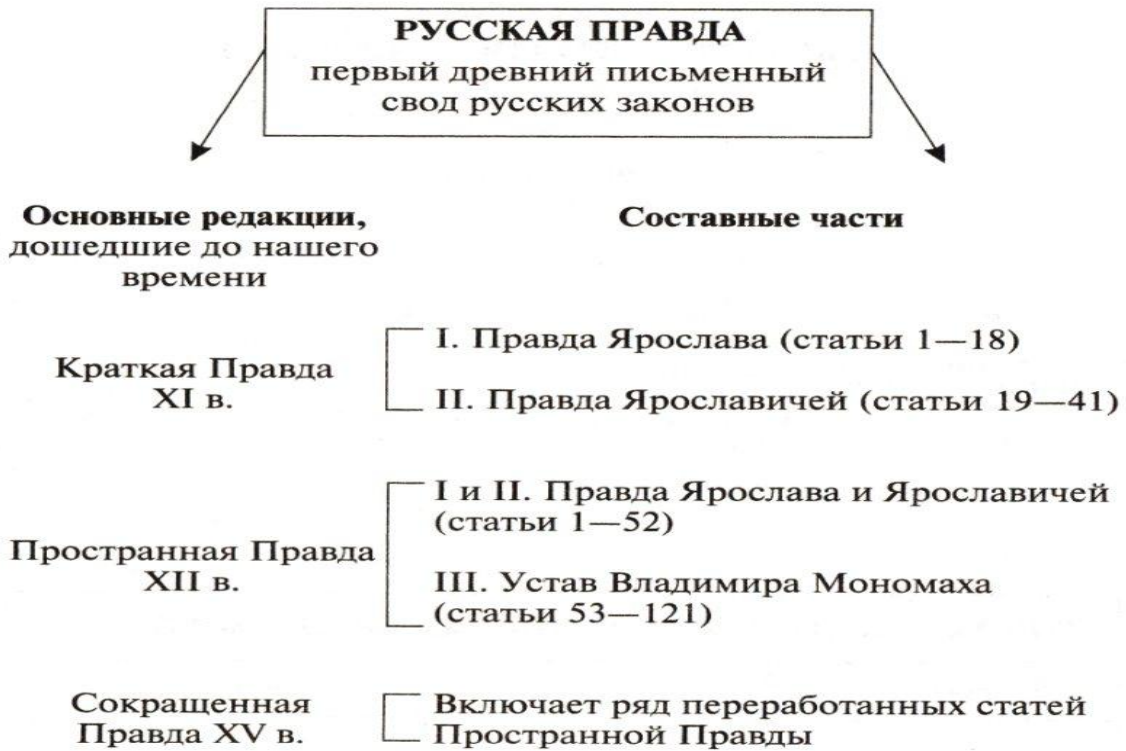 РУССКАЯ ПРАВДА
первый древний письменный
свод русских законов
Основные редакции,
дошедшие до нашего
времени
Составные части
Краткая Правда
XI в.
I. Правда Ярослава (статьи 1—18)
II. Правда Ярославичей (статьи 19—41)
Пространная Правда
XII в.
I и II. Правда Ярослава и Ярославичей
(статьи 1—52)
III. Устав Владимира Мономаха
(статьи 53—121)
Сокращенная
Правда XV в.
Включает ряд переработанных статей
Пространной Правды